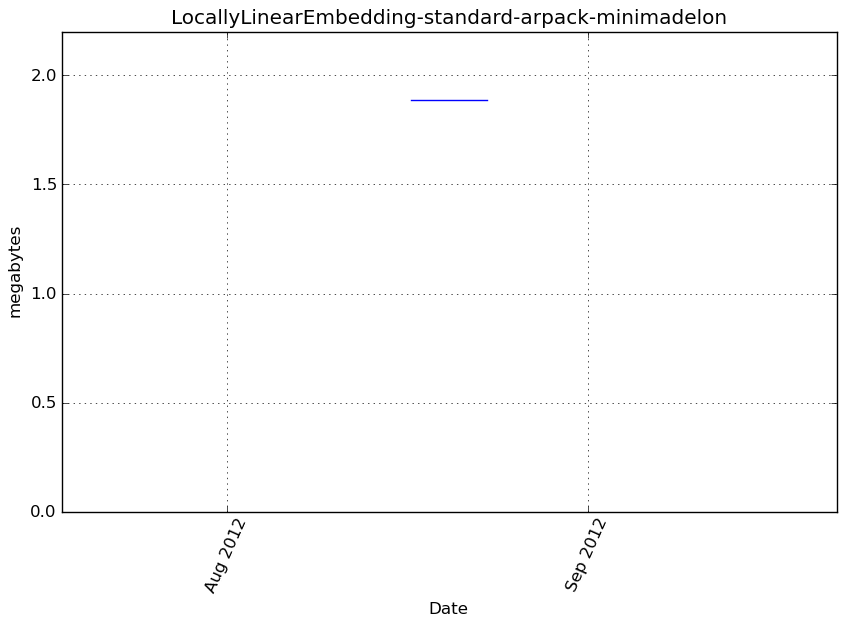 LocallyLinearEmbedding-standard-arpack-minimadelon
2.0
1.5
1.0
0.5
0.0
megabytes
Aug 2012
Sep 2012
Date